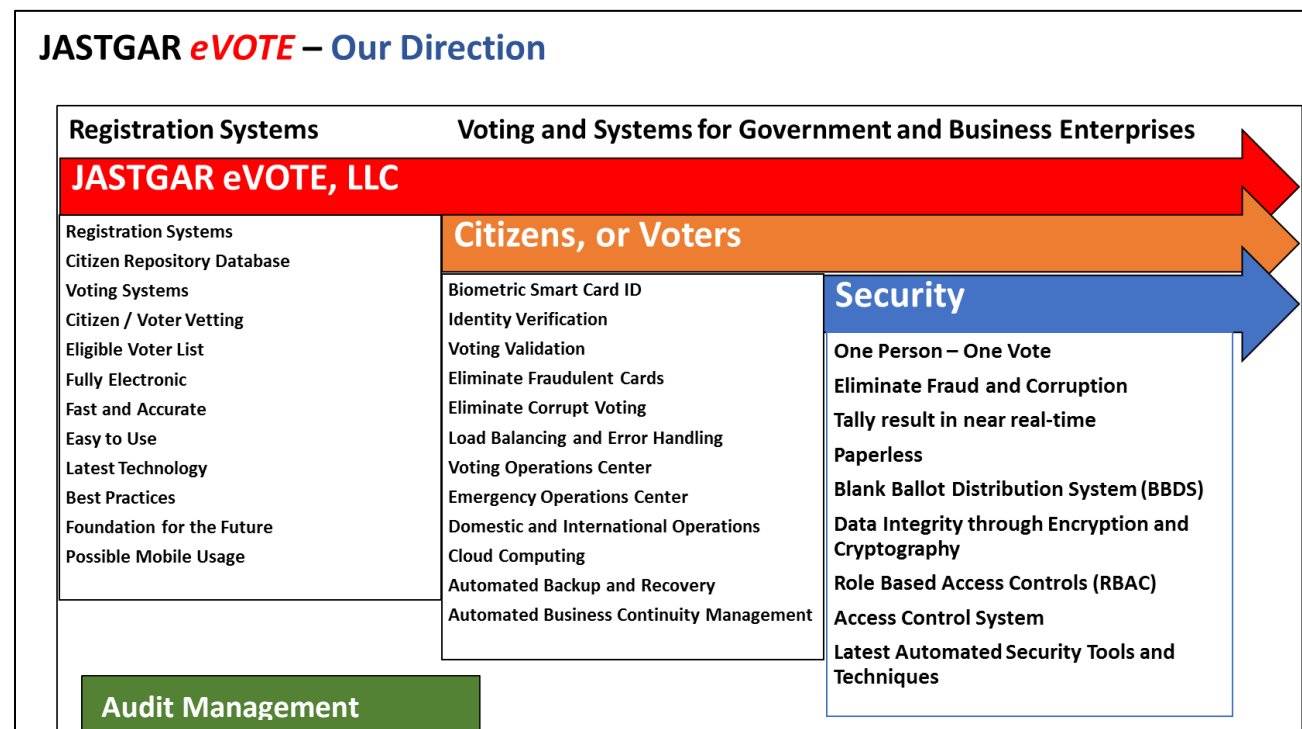 JASTGAR eVOTE – Our Direction
Registration Systems
Voting and Systems for Government and Business Enterprises
JASTGAR eVOTE, LLC
Registration Systems
Citizen Repository Database
Voting Systems
Citizen / Voter Vetting
Eligible Voter List
Fully Electronic
Fast and Accurate
Easy to Use
Latest Technology
Best Practices
Foundation for the Future
Possible Mobile Usage
Citizens, or Voters
Biometric Smart Card ID
Identity Verification
Voting Validation
Eliminate Fraudulent Cards
Eliminate Corrupt Voting
Load Balancing and Error Handling
Voting Operations Center
Emergency Operations Center
Domestic and International Operations
Cloud Computing
Automated Backup and Recovery
Automated Business Continuity Management
Security
One Person – One Vote
Eliminate Fraud and Corruption
Tally result in near real-time
Paperless
Blank Ballot Distribution System (BBDS)
Data Integrity through Encryption and
Cryptography
Role Based Access Controls (RBAC)
Access Control System
Latest Automated Security Tools and
Techniques
Audit Management